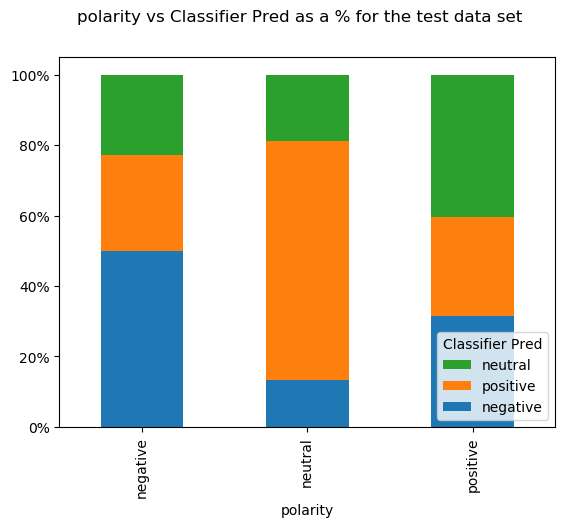 polarity vs Classifier Pred as a % for the test data set
100%
80%
60%
40%
20%
0%
Classifier Pred
neutral
positive
negative
negative
neutral
positive
polarity